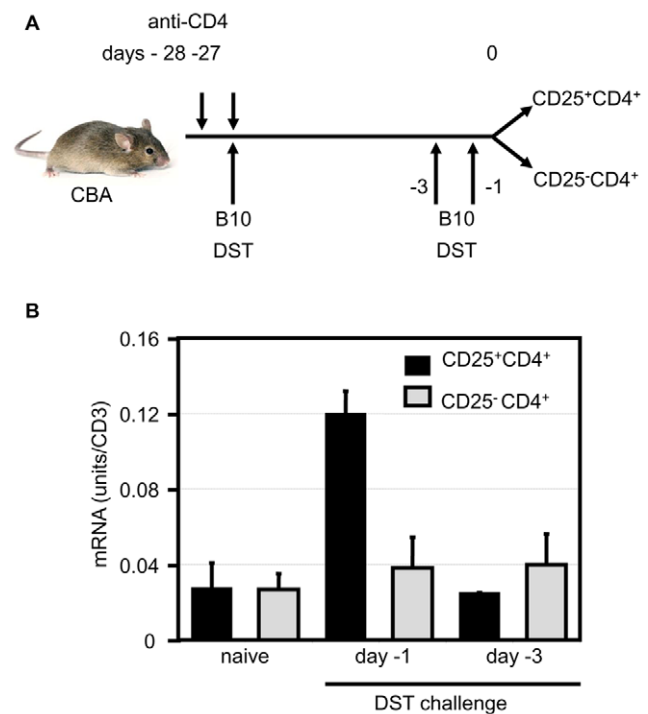 A
anti-CD4
days - 28 -27
0
CD25⁺CD4⁺
CD25⁻CD4⁺
CBA
-3
-1
B10
DST
B10
DST
B
0.16
0.12
0.08
0.04
0
mRNA (units/CD3)
CD25⁺CD4⁺
CD25⁻ CD4⁺
naive
day -1
day -3
DST challenge